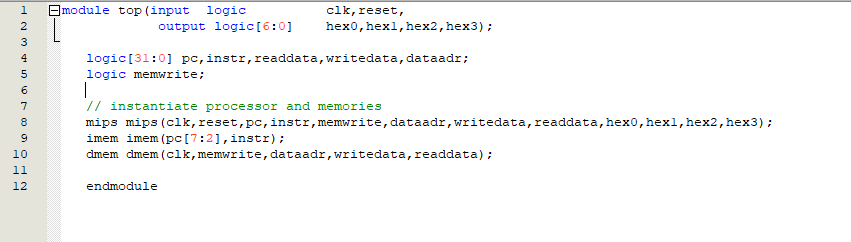 1 module top(input logic clk,reset,
2 output logic[6:0] hex0,hex1,hex2,hex3);
3
4 logic[31:0] pc,instr,readdata,writedata,dataadr;
5 logic memwrite;
6
7 // instantiate processor and memories
8 mips mips(clk,reset,pc,instr,memwrite,dataadr,writedata,readdata,hex0,hex1,hex2,hex3);
9 imem imem(pc[7:2],instr);
10 dmem dmem(clk,memwrite,dataadr,writedata,readdata);
11
12 endmodule